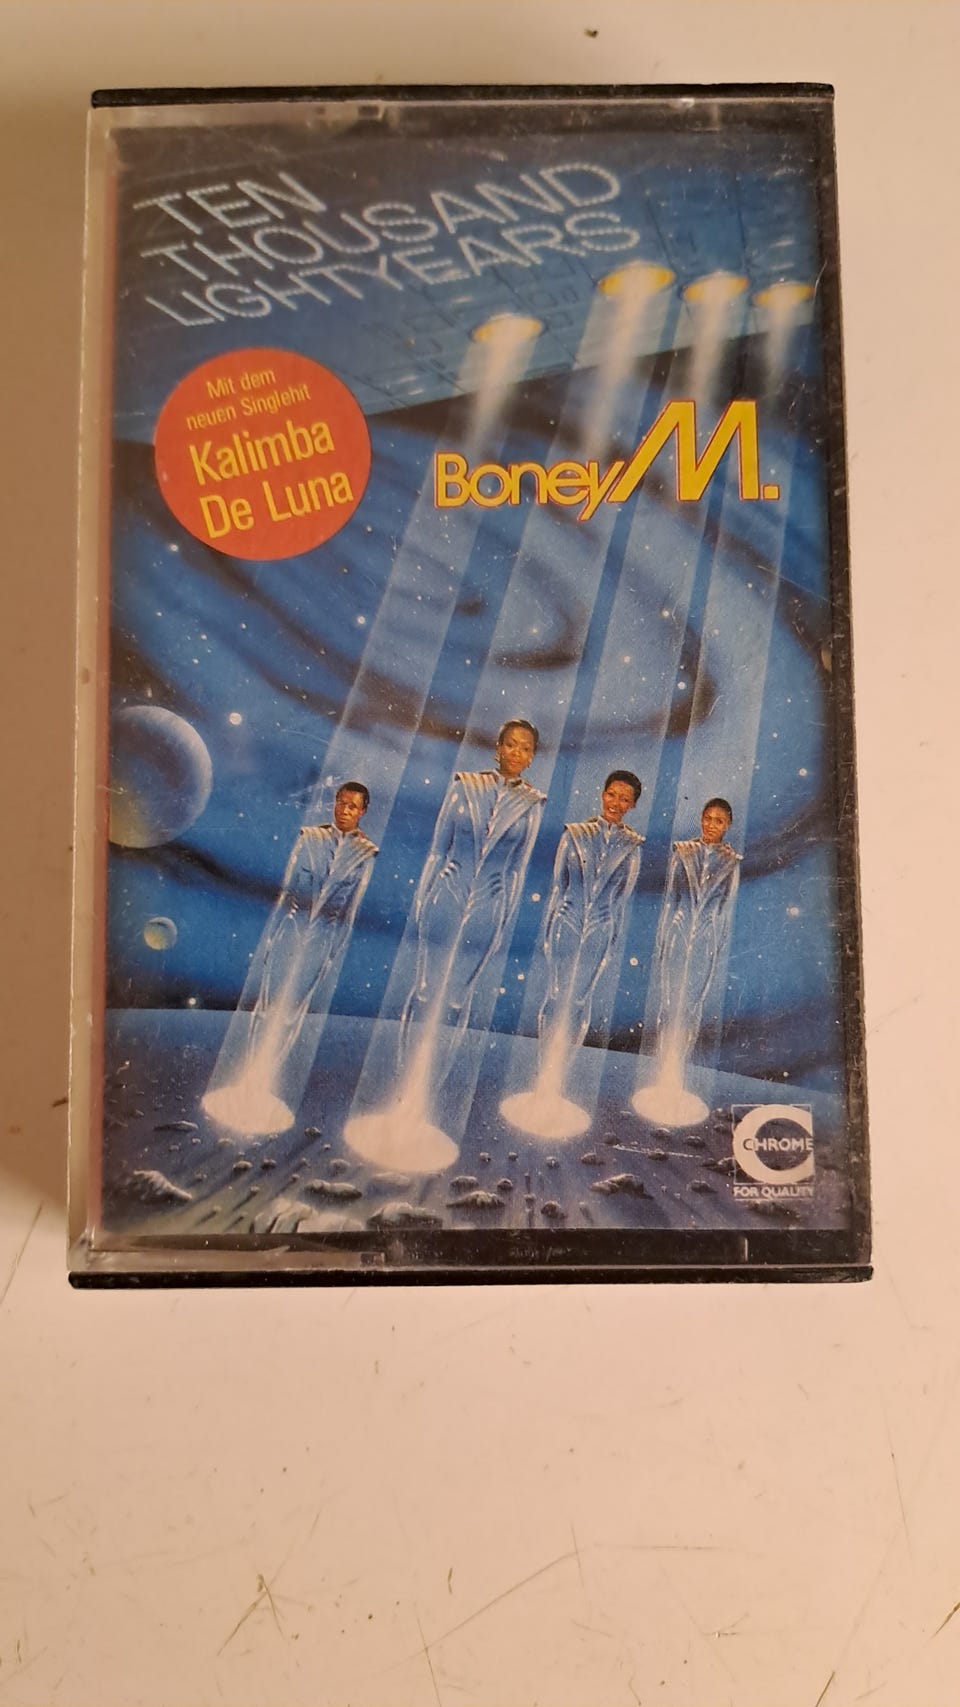 TEN
THOUSAND
LIGHTYEARS
Mit dem
neuen Singlehit
Kalimba
De Luna
Boney M.
CHROME
FOR QUALITY